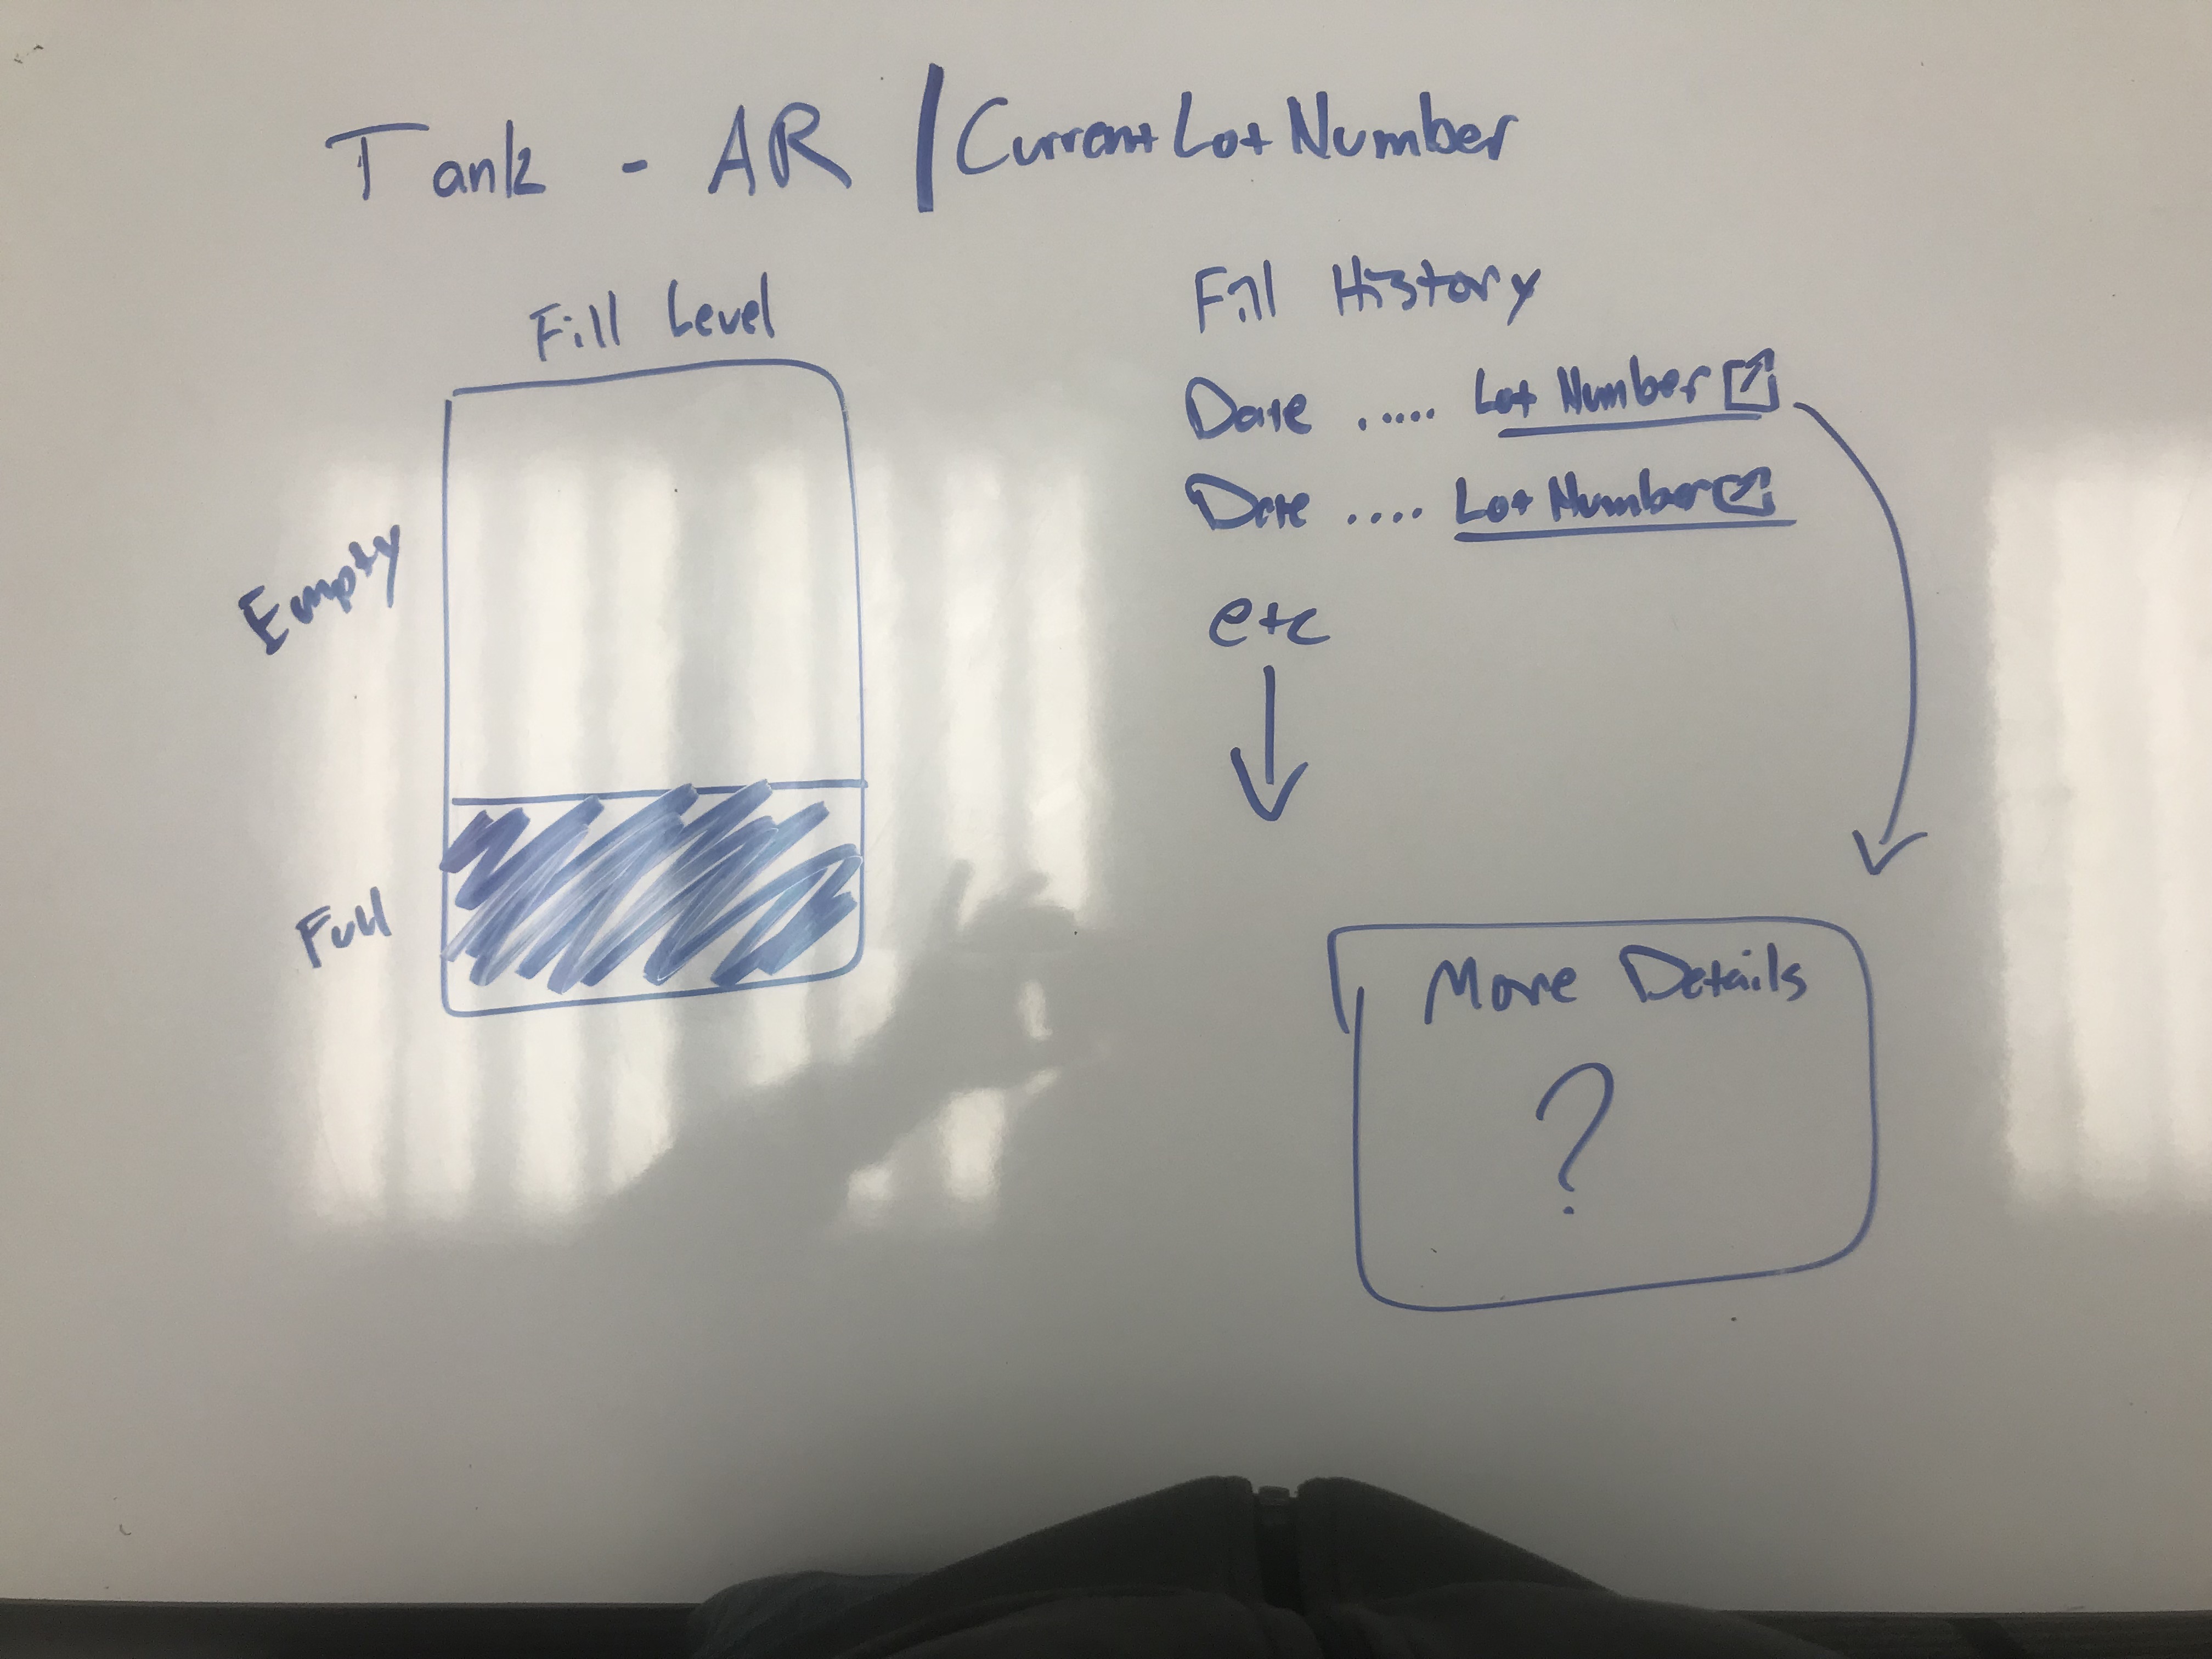 Tank - AR | Current Lot Number
Fill Level
Empty
Full
Fill History
Date ..... Lot Number
Date .... Lot Number
etc
More Details
?